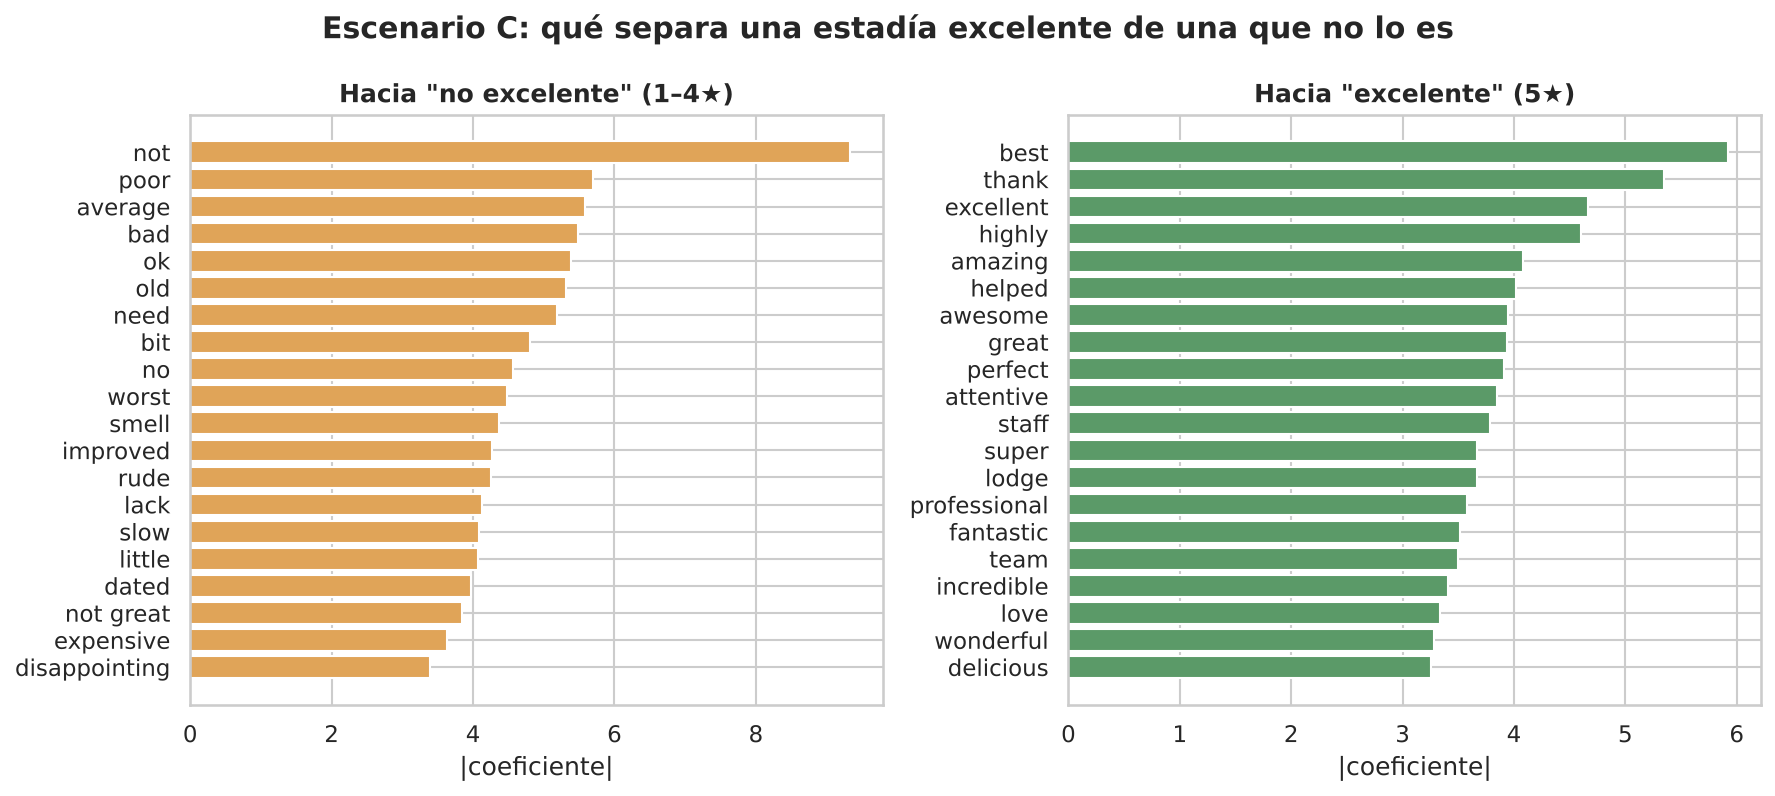 Escenario C: qué separa una estadía excelente de una que no lo es
Hacia "no excelente" (1–4★)
not
poor
average
bad
ok
old
need
bit
no
worst
smell
improved
rude
lack
slow
little
dated
not great
expensive
disappointing
0 2 4 6 8
|coeficiente|
Hacia "excelente" (5★)
best
thank
excellent
highly
amazing
helped
awesome
great
perfect
attentive
staff
super
lodge
professional
fantastic
team
incredible
love
wonderful
delicious
0 1 2 3 4 5 6
|coeficiente|